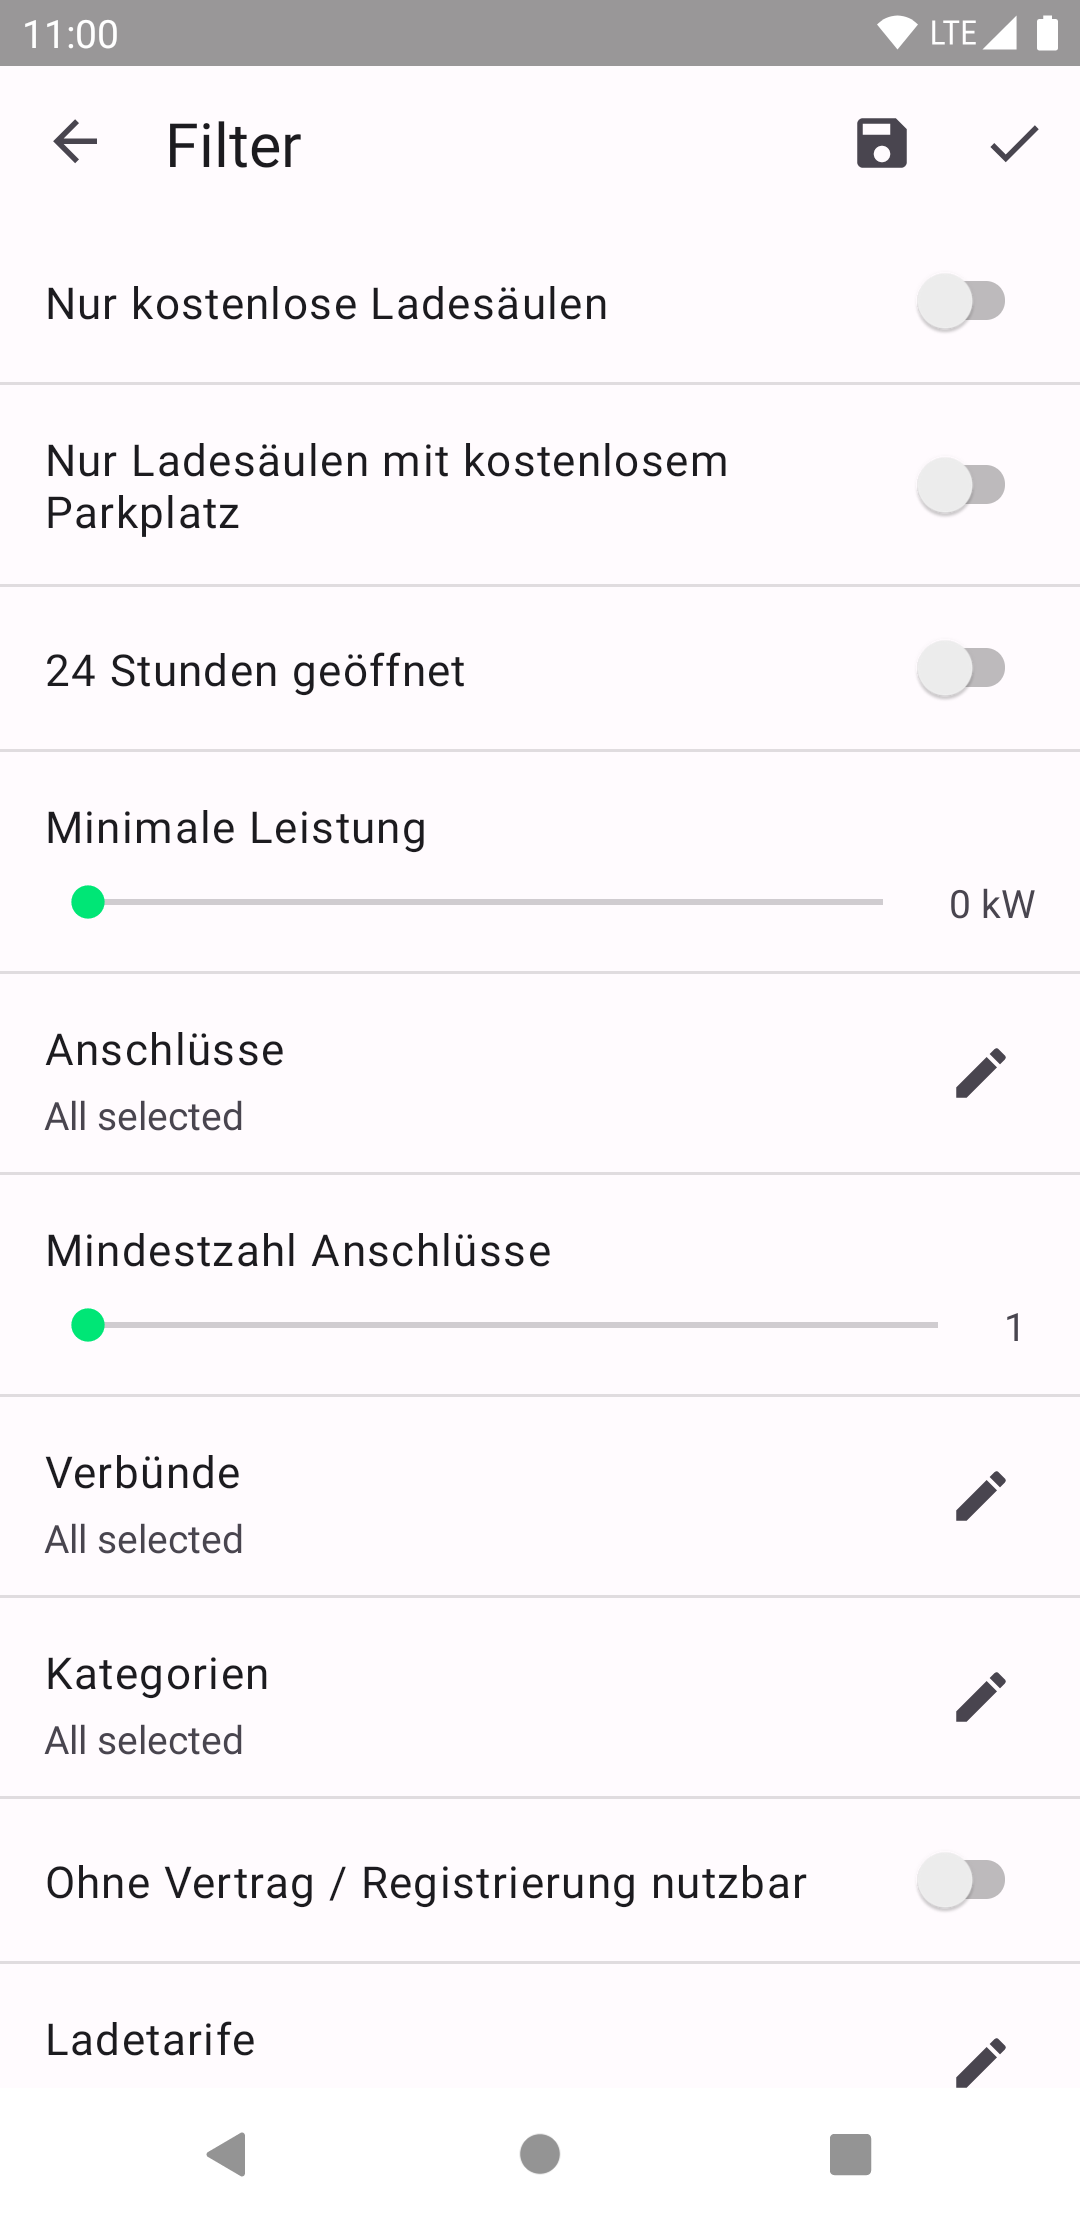 11:00 LTE
Filter
Nur kostenlose Ladesäulen
Nur Ladesäulen mit kostenlosem
Parkplatz
24 Stunden geöffnet
Minimale Leistung
0 kW
Anschlüsse
All selected
Mindestzahl Anschlüsse
1
Verbünde
All selected
Kategorien
All selected
Ohne Vertrag / Registrierung nutzbar
Ladetarife